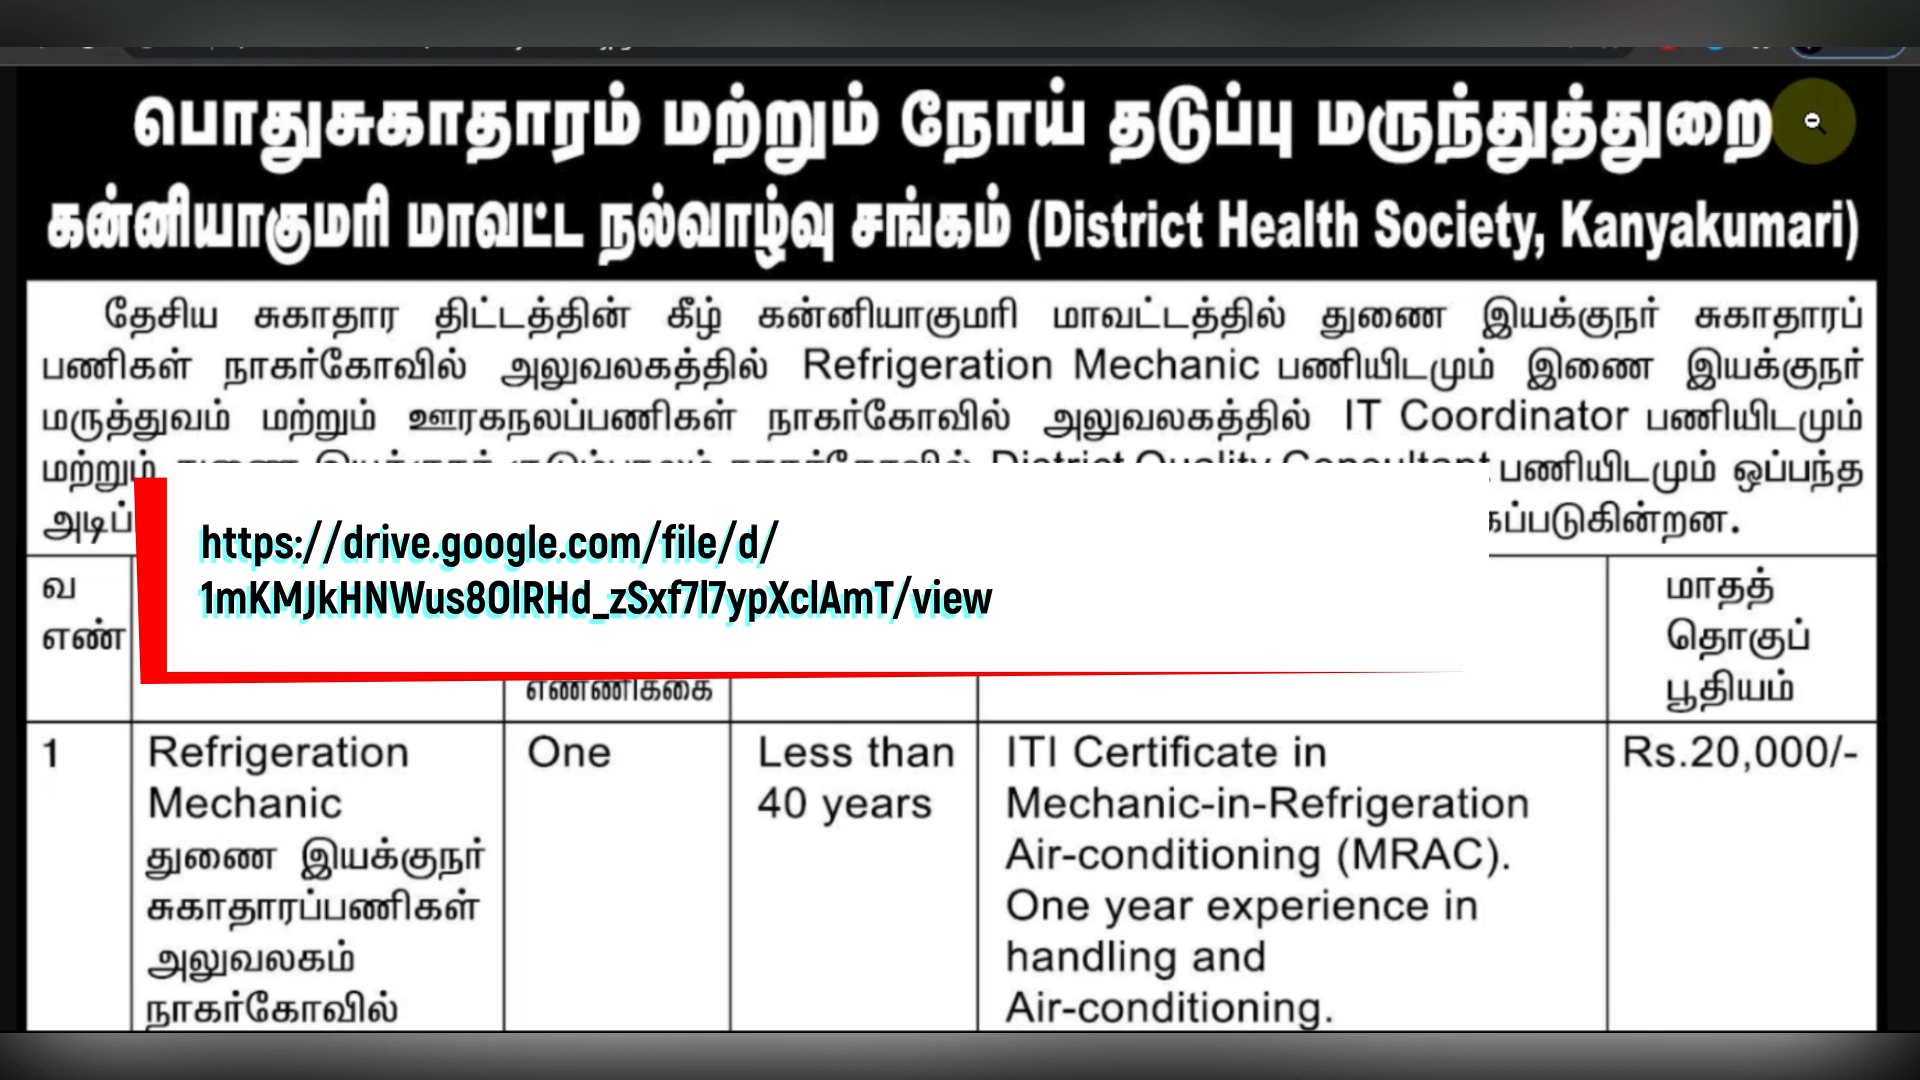 பொதுசுகாதாரம் மற்றும் நோய் தடுப்பு மருந்துத்துறை
கன்னியாகுமரி மாவட்ட நல்வாழ்வு சங்கம் (District Health Society, Kanyakumari)
தேசிய சுகாதார திட்டத்தின் கீழ் கன்னியாகுமரி மாவட்டத்தில் துணை இயக்குநர் சுகாதாரப்
பணிகள் நாகர்கோவில் அலுவலகத்தில் Refrigeration Mechanic பணியிடமும் இணை இயக்குநர்
மருத்துவம் மற்றும் ஊரகநலப்பணிகள் நாகர்கோவில் அலுவலகத்தில் IT Coordinator பணியிடமும்
மற்றும் District Quality Consultant பணியிடமும் ஒப்பந்த
https://drive.google.com/file/d/
1mKMJkHNWus8OlRHd_zSxf7l7ypXclAmT/view
வ
எண்
எண்ணிக்கை
மாதத்
தொகுப்
பூதியம்
1
Refrigeration
Mechanic
துணை இயக்குநர்
சுகாதாரப்பணிகள்
அலுவலகம்
நாகர்கோவில்
One
Less than
40 years
ITI Certificate in
Mechanic-in-Refrigeration
Air-conditioning (MRAC).
One year experience in
handling and
Air-conditioning.
Rs.20,000/-